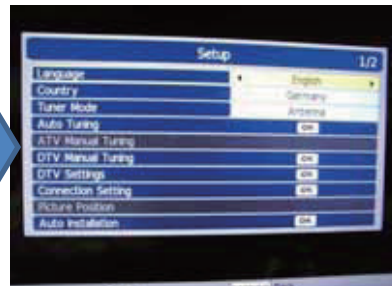 Setup 1/2
Language English
Country Germany
Tuner Mode Antenna
Auto Tuning OK
ATV Manual Tuning
DTV Manual Tuning OK
DTV Settings OK
Connection Setting OK
Picture Position
Auto Installation OK